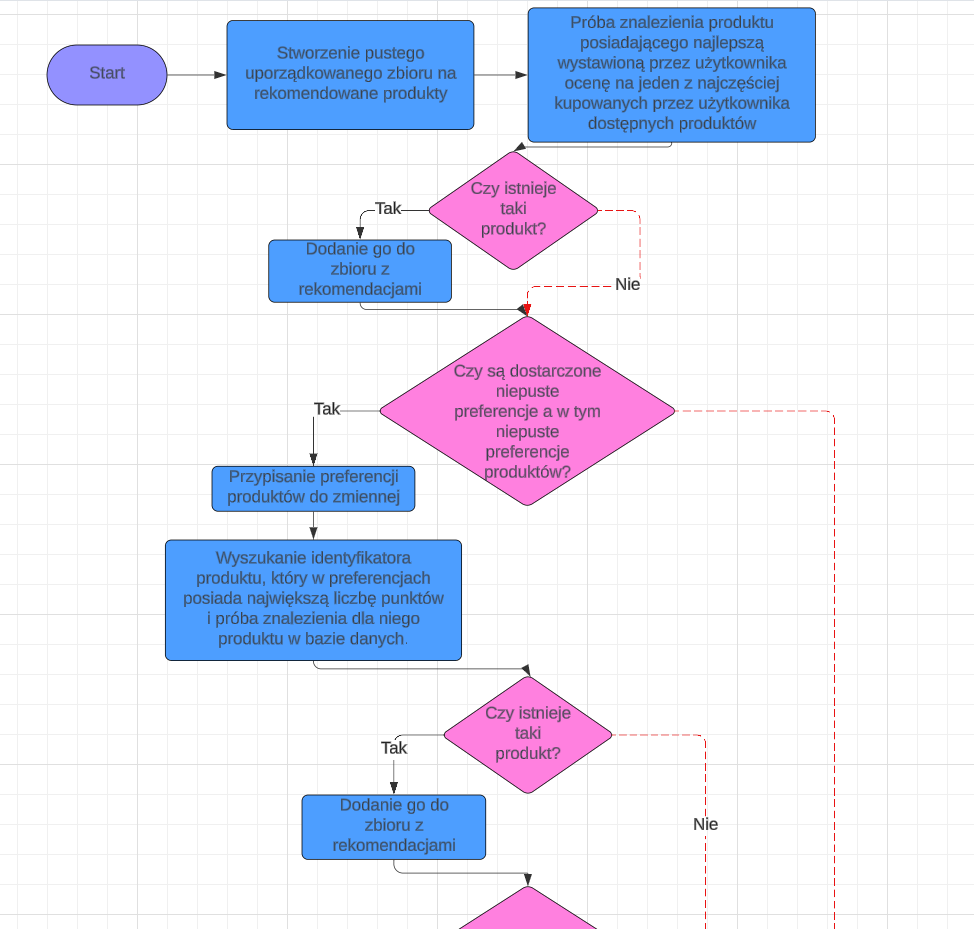 Start
Stworzenie pustego
uporządkowanego zbioru na
rekomendowane produkty
Próba znalezienia produktu
posiadającego najlepszą
wystawioną przez użytkownika
ocenę na jeden z najczęściej
kupowanych przez użytkownika
dostępnych produktów
Czy istnieje
taki
produkt?
Tak
Dodanie go do
zbioru z
rekomendacjami
Nie
Czy są dostarczone
niepuste
preferencje a w tym
niepuste
preferencje
produktów?
Tak
Przypisanie preferencji
produktów do zmiennej
Wyszukanie identyfikatora
produktu, który w preferencjach
posiada największą liczbę punktów
i próba znalezienia dla niego
produktu w bazie danych.
Czy istnieje
taki
produkt?
Tak
Dodanie go do
zbioru z
rekomendacjami
Nie